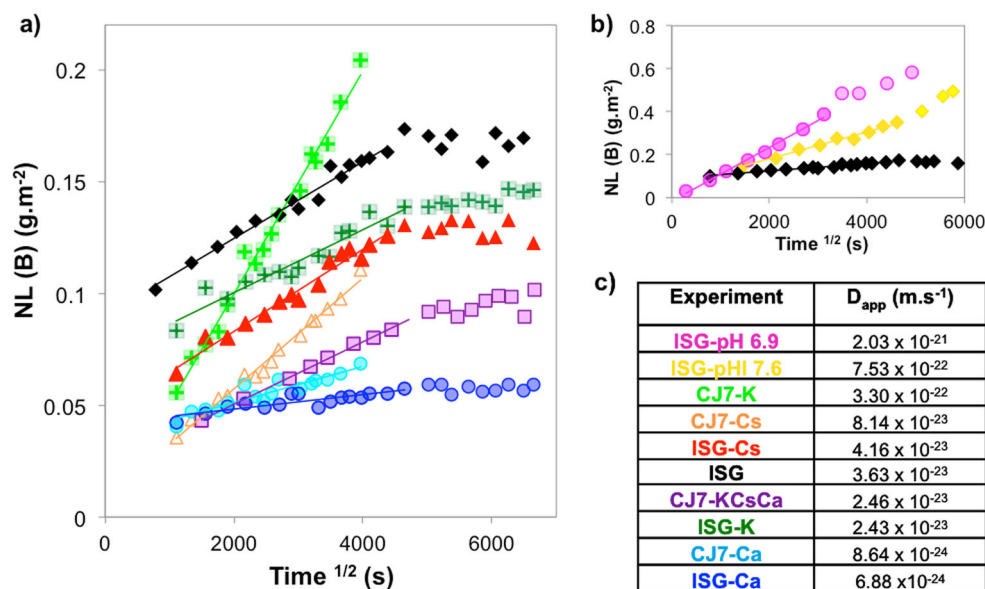 a)
NL (B) (g.m-2)
0.2
0.15
0.1
0.05
0
0
2000
4000
6000
Time 1/2 (s)
b)
NL (B) (g.m-2)
0.8
0.6
0.4
0.2
0
0
2000
4000
6000
Time 1/2 (s)
c)
Experiment Dapp (m.s-1)
ISG-pH 6.9 2.03 x 10-21
ISG-pHI 7.6 7.53 x 10-22
CJ7-K 3.30 x 10-22
CJ7-Cs 8.14 x 10-23
ISG-Cs 4.16 x 10-23
ISG 3.63 x 10-23
CJ7-KCsCa 2.46 x 10-23
ISG-K 2.43 x 10-23
CJ7-Ca 8.64 x 10-24
ISG-Ca 6.88 x10-24